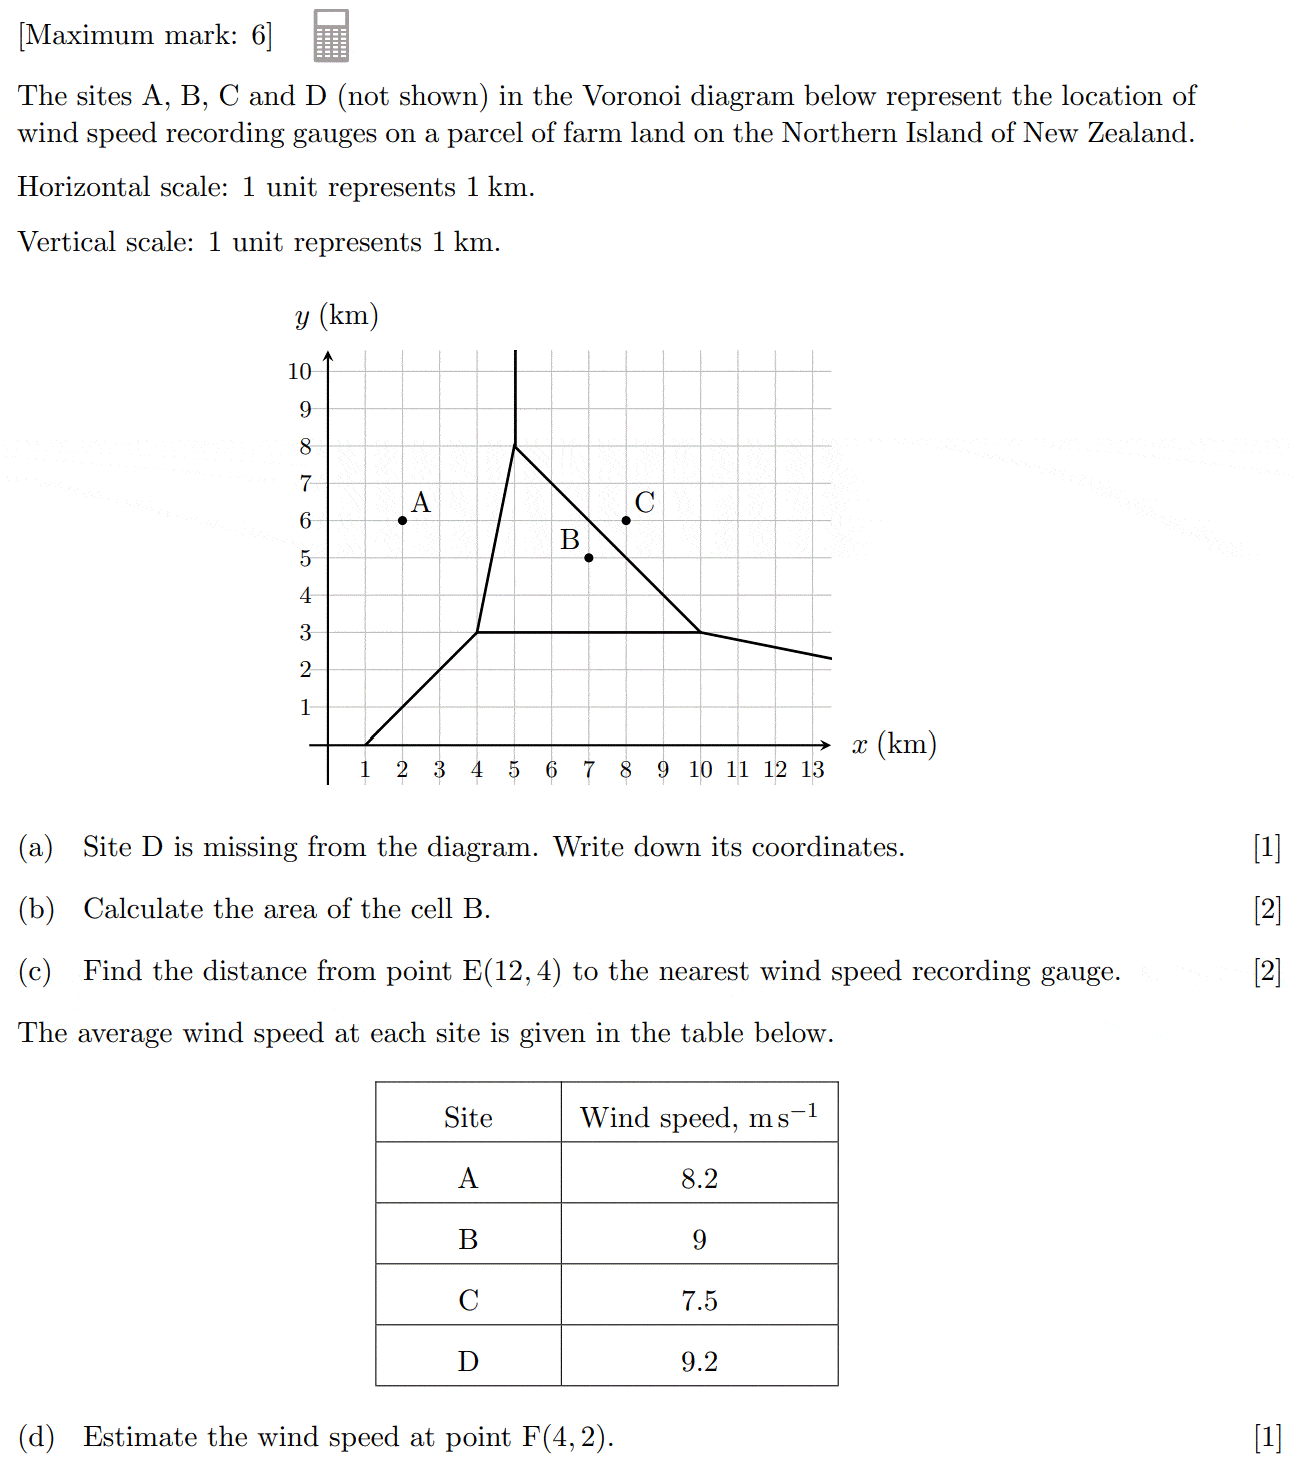 [Maximum mark: 6]
The sites A, B, C and D (not shown) in the Voronoi diagram below represent the location of
wind speed recording gauges on a parcel of farm land on the Northern Island of New Zealand.
Horizontal scale: 1 unit represents 1 km.
Vertical scale: 1 unit represents 1 km.
y (km)
10
9
8
7
A
C
6
B
5
4
3
2
1
x (km)
1 2 3 4 5 6 7 8 9 10 11 12 13
(a) Site D is missing from the diagram. Write down its coordinates. [1]
(b) Calculate the area of the cell B. [2]
(c) Find the distance from point E(12, 4) to the nearest wind speed recording gauge. [2]
The average wind speed at each site is given in the table below.
Site Wind speed, m s⁻¹
A 8.2
B 9
C 7.5
D 9.2
(d) Estimate the wind speed at point F(4, 2). [1]